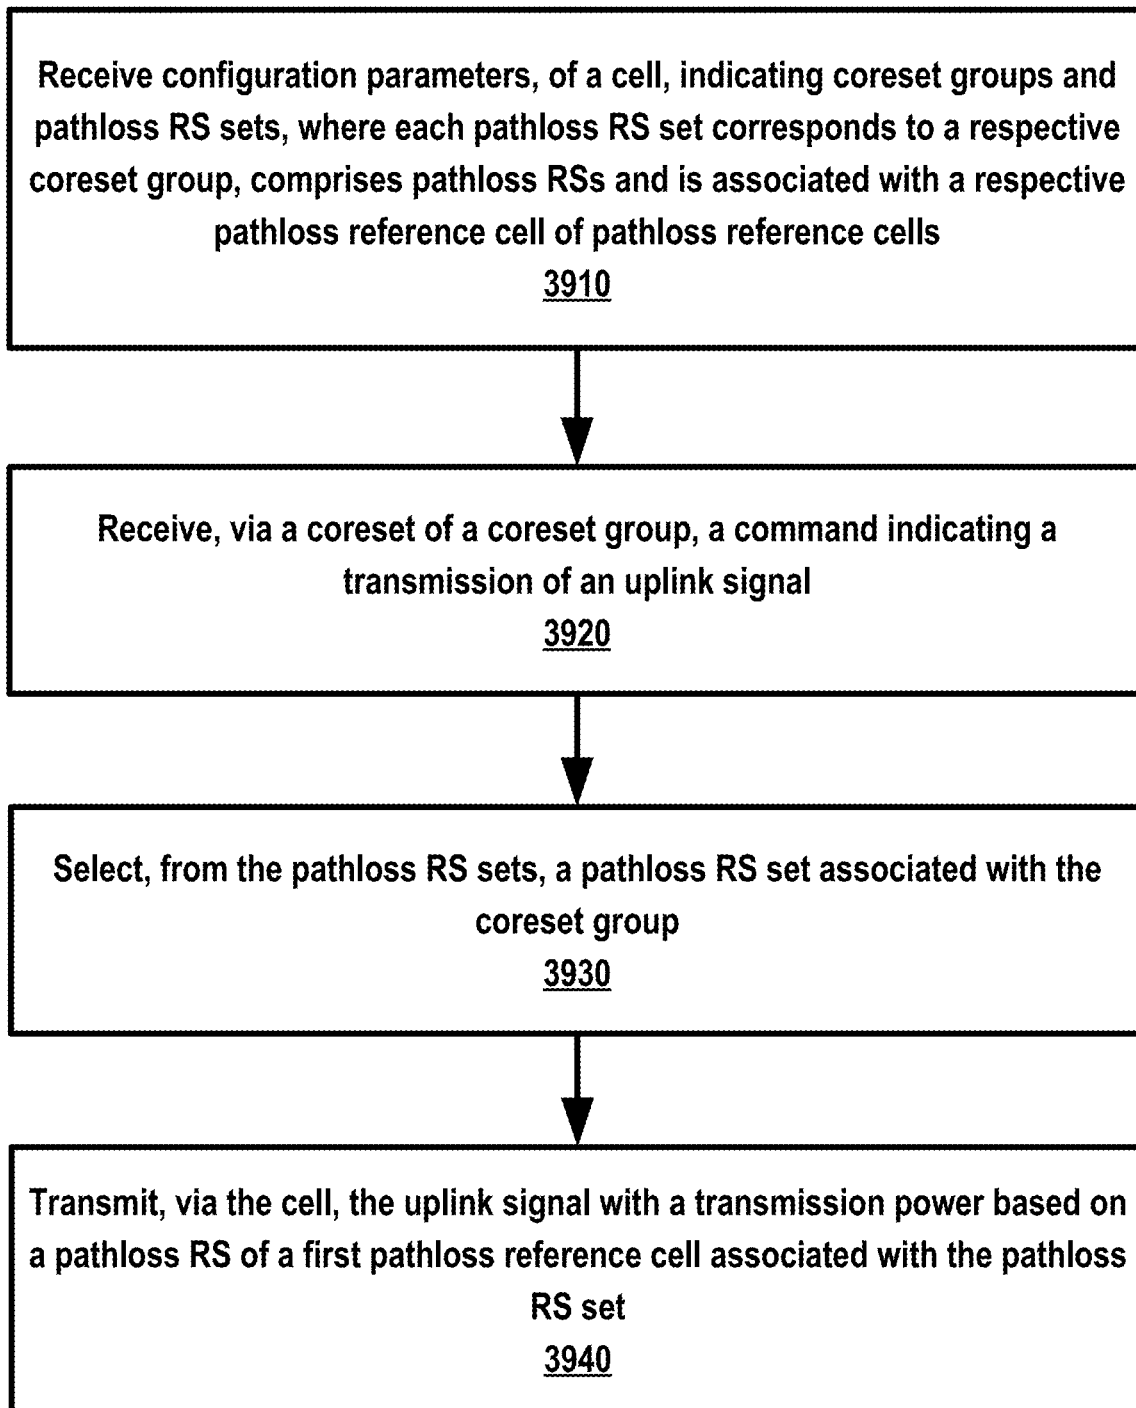 Receive configuration parameters, of a cell, indicating coreset groups and
pathloss RS sets, where each pathloss RS set corresponds to a respective
coreset group, comprises pathloss RSs and is associated with a respective
pathloss reference cell of pathloss reference cells
3910
Receive, via a coreset of a coreset group, a command indicating a
transmission of an uplink signal
3920
Select, from the pathloss RS sets, a pathloss RS set associated with the
coreset group
3930
Transmit, via the cell, the uplink signal with a transmission power based on
a pathloss RS of a first pathloss reference cell associated with the pathloss
RS set
3940